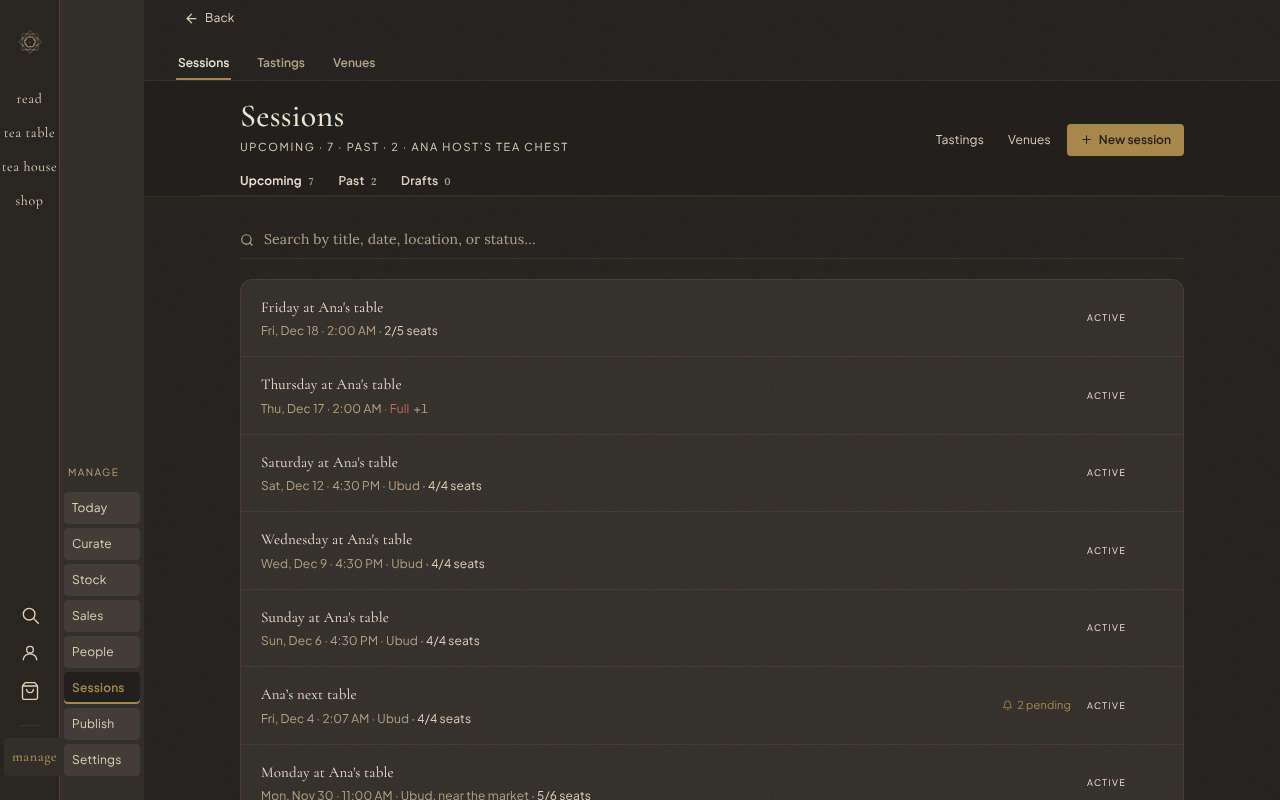 Back
Sessions Tastings Venues
read
tea table
tea house
shop
manage
MANAGE
Today
Curate
Stock
Sales
People
Sessions
Publish
Settings
Sessions
UPCOMING · 7 · PAST · 2 · ANA HOST'S TEA CHEST
Tastings Venues + New session
Upcoming 7 Past 2 Drafts 0
Search by title, date, location, or status...
Friday at Ana's table
Fri, Dec 18 · 2:00 AM · 2/5 seats
ACTIVE
Thursday at Ana's table
Thu, Dec 17 · 2:00 AM · Full +1
ACTIVE
Saturday at Ana's table
Sat, Dec 12 · 4:30 PM · Ubud · 4/4 seats
ACTIVE
Wednesday at Ana's table
Wed, Dec 9 · 4:30 PM · Ubud · 4/4 seats
ACTIVE
Sunday at Ana's table
Sun, Dec 6 · 4:30 PM · Ubud · 4/4 seats
ACTIVE
Ana's next table
Fri, Dec 4 · 2:07 AM · Ubud · 4/4 seats
2 pending ACTIVE
Monday at Ana's table
Mon, Nov 30 · 11:00 AM · Ubud, near the market · 5/6 seats
ACTIVE